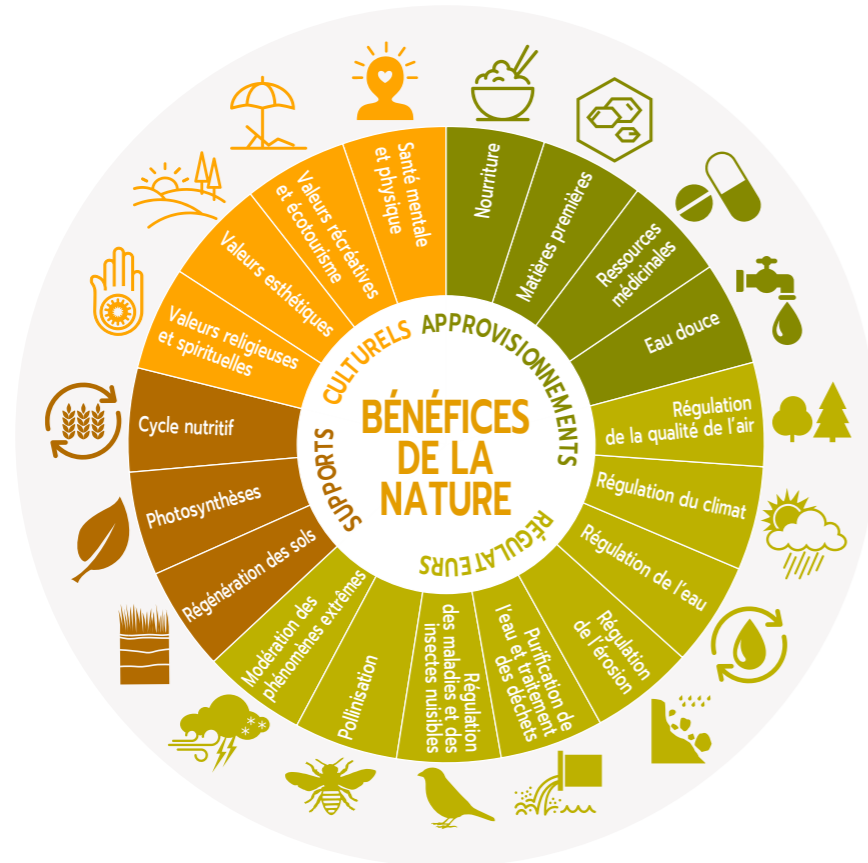 BÉNÉFICES
DE LA
NATURE
APPROVISIONNEMENTS
Nourriture
Matières premières
Ressources
médicinales
Eau douce
RÉGULATEURS
Régulation
de la qualité de l'air
Régulation du climat
Régulation de l'eau
Régulation
de l'érosion
Purification de
l'eau et traitement
des déchets
Régulation
des maladies et des
insectes nuisibles
Pollinisation
Modération des
phénomènes extrêmes
SUPPORTS
Régénération des sols
Photosynthèses
Cycle nutritif
CULTURELS
Valeurs religieuses
et spirituelles
Valeurs esthétiques
Valeurs récréatives
et écotourisme
Santé mentale
et physique